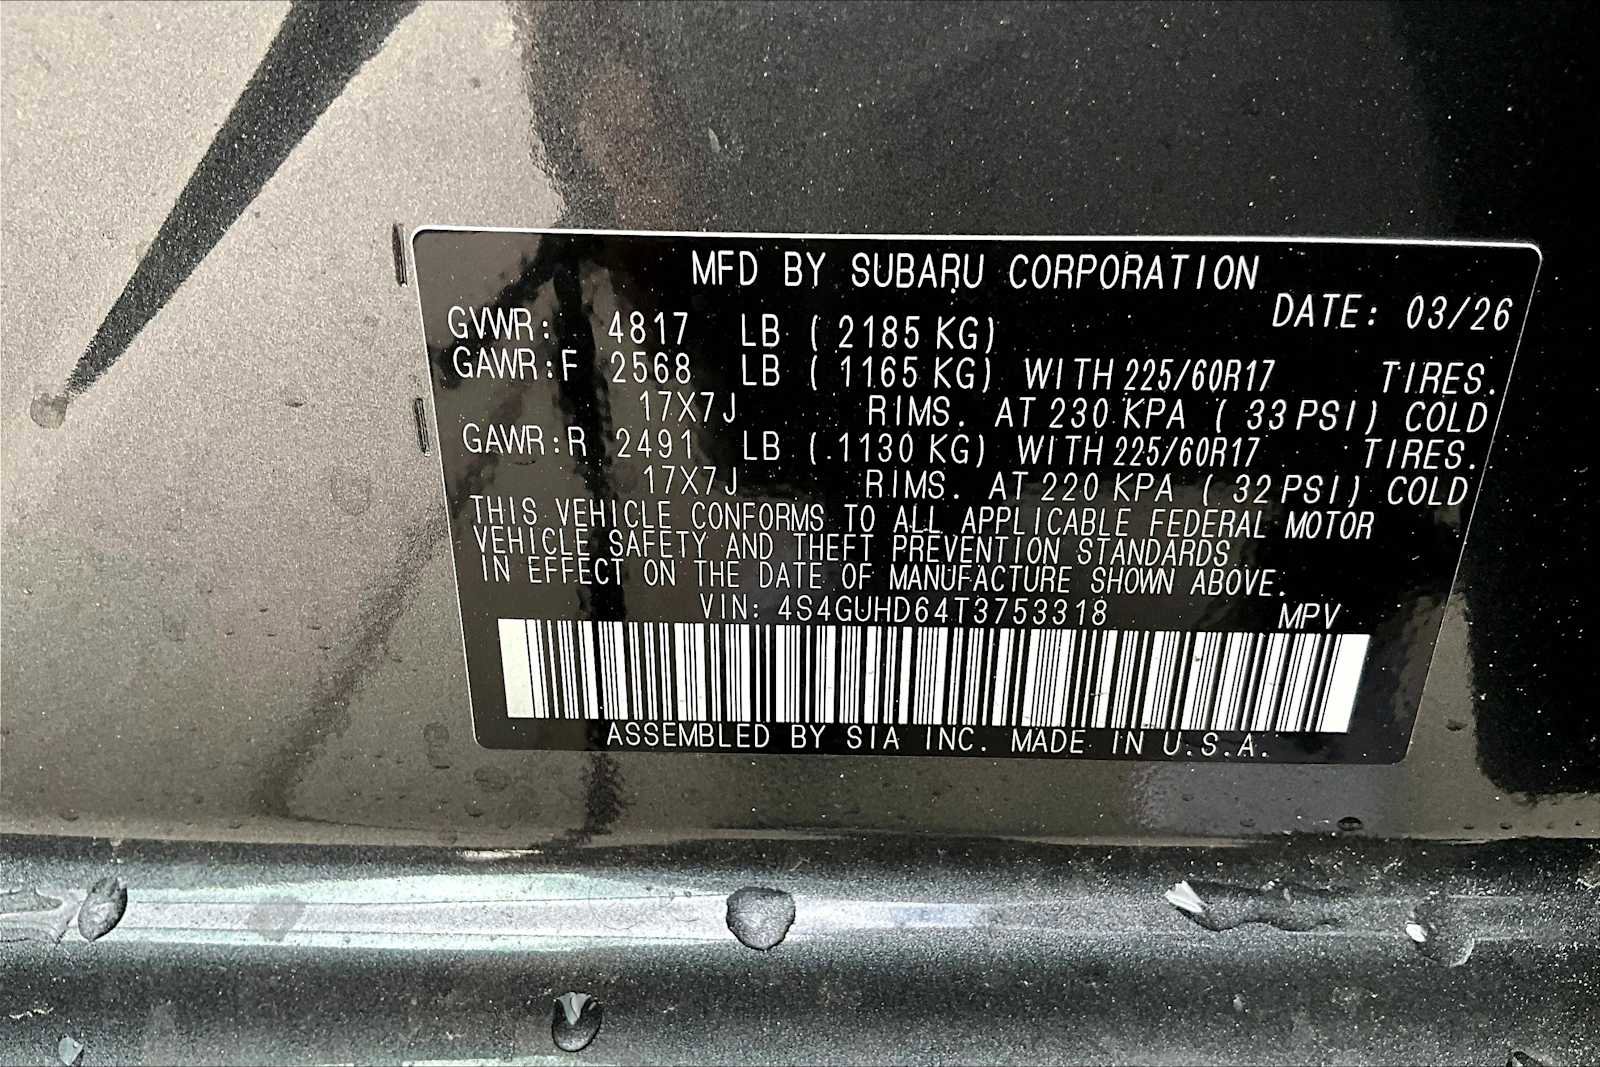 MFD BY SUBARU CORPORATION
DATE: 03/26
GVWR: 4817 LB ( 2185 KG)
GAWR:F 2568 LB ( 1165 KG) WITH 225/60R17 TIRES.
17X7J RIMS. AT 230 KPA ( 33 PSI) COLD
GAWR:R 2491 LB ( 1130 KG) WITH 225/60R17 TIRES.
17X7J RIMS. AT 220 KPA ( 32 PSI) COLD
THIS VEHICLE CONFORMS TO ALL APPLICABLE FEDERAL MOTOR
VEHICLE SAFETY AND THEFT PREVENTION STANDARDS
IN EFFECT ON THE DATE OF MANUFACTURE SHOWN ABOVE.
VIN: 4S4GUHD64T3753318 MPV
ASSEMBLED BY SIA INC. MADE IN U.S.A.